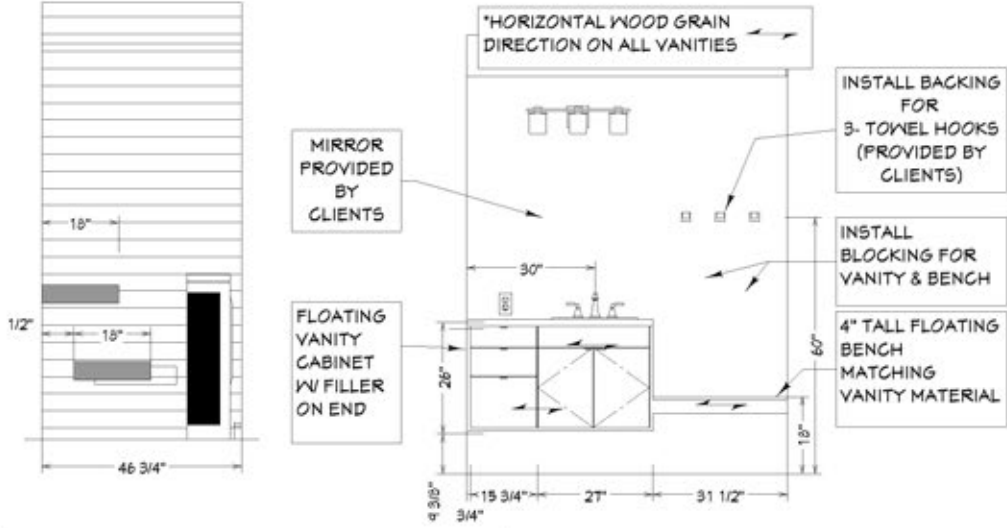 *HORIZONTAL WOOD GRAIN
DIRECTION ON ALL VANITIES
INSTALL BACKING
FOR
3- TOWEL HOOKS
(PROVIDED BY
CLIENTS)
MIRROR
PROVIDED
BY
CLIENTS
18"
INSTALL
BLOCKING FOR
VANITY & BENCH
30"
1/2"
18"
FLOATING
VANITY
CABINET
W/ FILLER
ON END
4" TALL FLOATING
BENCH
MATCHING
VANITY MATERIAL
26"
60"
18"
46 3/4"
9 3/8"
3/4"
15 3/4"
27"
31 1/2"